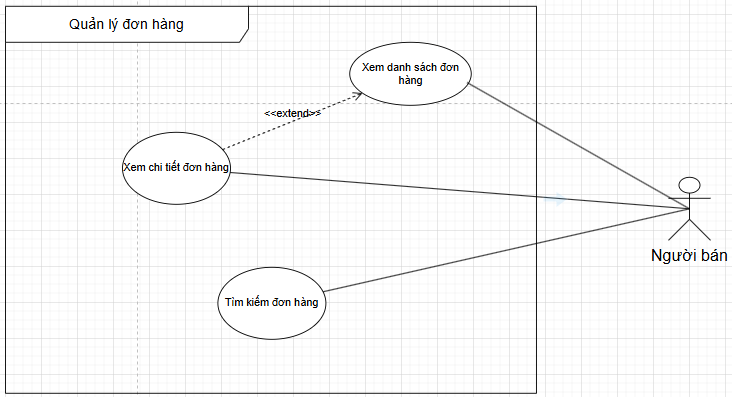 Quản lý đơn hàng
Xem danh sách đơn
hàng
<<extend>>
Xem chi tiết đơn hàng
Tìm kiếm đơn hàng
Người bán